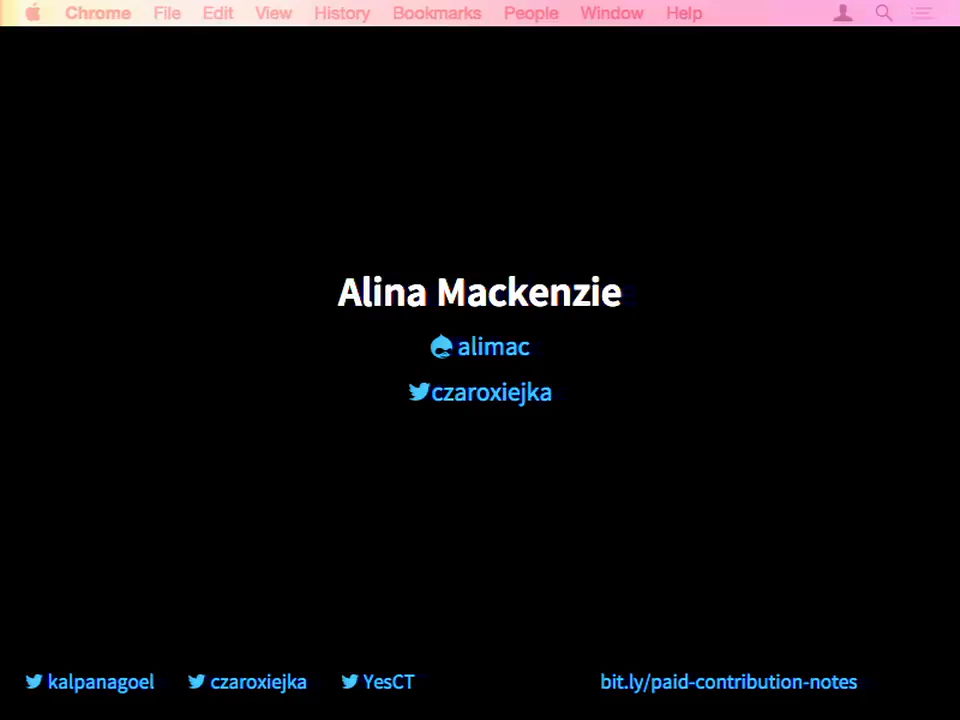 Chrome File Edit View History Bookmarks People Window Help
Alina Mackenzie
alimac
czaroxiejka
kalpanagoel czaroxiejka YesCT bit.ly/paid-contribution-notes